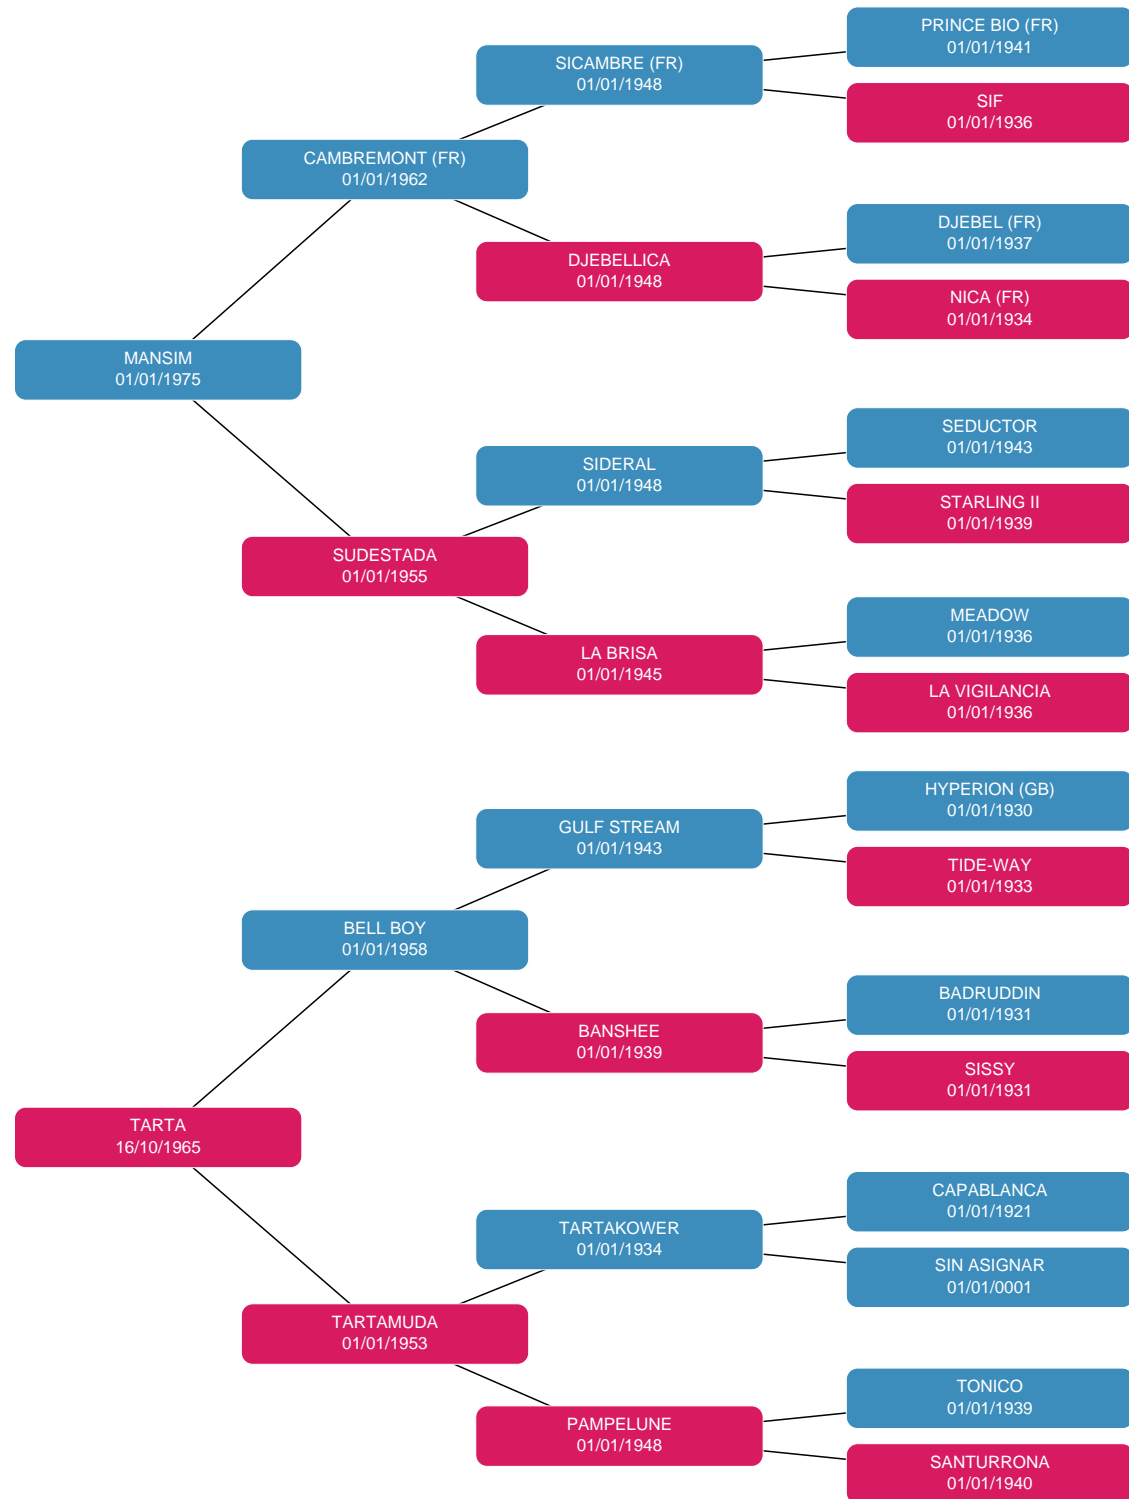 PRINCE BIO (FR)
01/01/1941
SICAMBRE (FR)
01/01/1948
SIF
01/01/1936
CAMBREMONT (FR)
01/01/1962
DJEBEL (FR)
01/01/1937
DJEBELLICA
01/01/1948
NICA (FR)
01/01/1934
MANSIM
01/01/1975
SEDUCTOR
01/01/1943
SIDERAL
01/01/1948
STARLING II
01/01/1939
SUDESTADA
01/01/1955
MEADOW
01/01/1936
LA BRISA
01/01/1945
LA VIGILANCIA
01/01/1936
HYPERION (GB)
01/01/1930
GULF STREAM
01/01/1943
TIDE-WAY
01/01/1933
BELL BOY
01/01/1958
BADRUDDIN
01/01/1931
BANSHEE
01/01/1939
SISSY
01/01/1931
TARTA
16/10/1965
CAPABLANCA
01/01/1921
TARTAKOWER
01/01/1934
SIN ASIGNAR
01/01/0001
TARTAMUDA
01/01/1953
TONICO
01/01/1939
PAMPELUNE
01/01/1948
SANTURRONA
01/01/1940